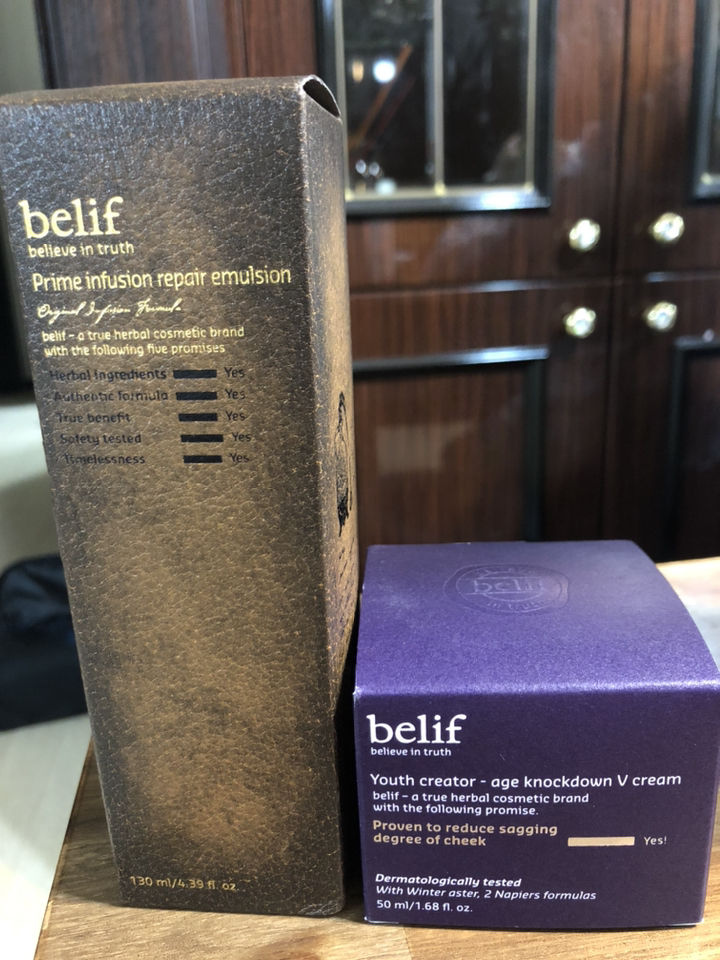 belif
believe in truth
Prime infusion repair emulsion
Original Infusion Formula
belif – a true herbal cosmetic brand
with the following five promises
Herbal Ingredients Yes
Authentic formula Yes
True benefit Yes
Safety tested Yes
Timelessness Yes
130 ml/4.39 fl. oz.
belif
belif
believe in truth
Youth creator - age knockdown V cream
belif – a true herbal cosmetic brand
with the following promise.
Proven to reduce sagging
degree of cheek Yes!
Dermatologically tested
With Winter aster, 2 Napiers formulas
50 ml/1.68 fl. oz.